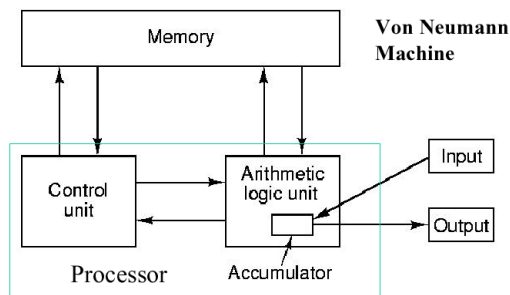 Memory
Von Neumann
Machine
Control
unit
Arithmetic
logic unit
Input
Output
Processor
Accumulator